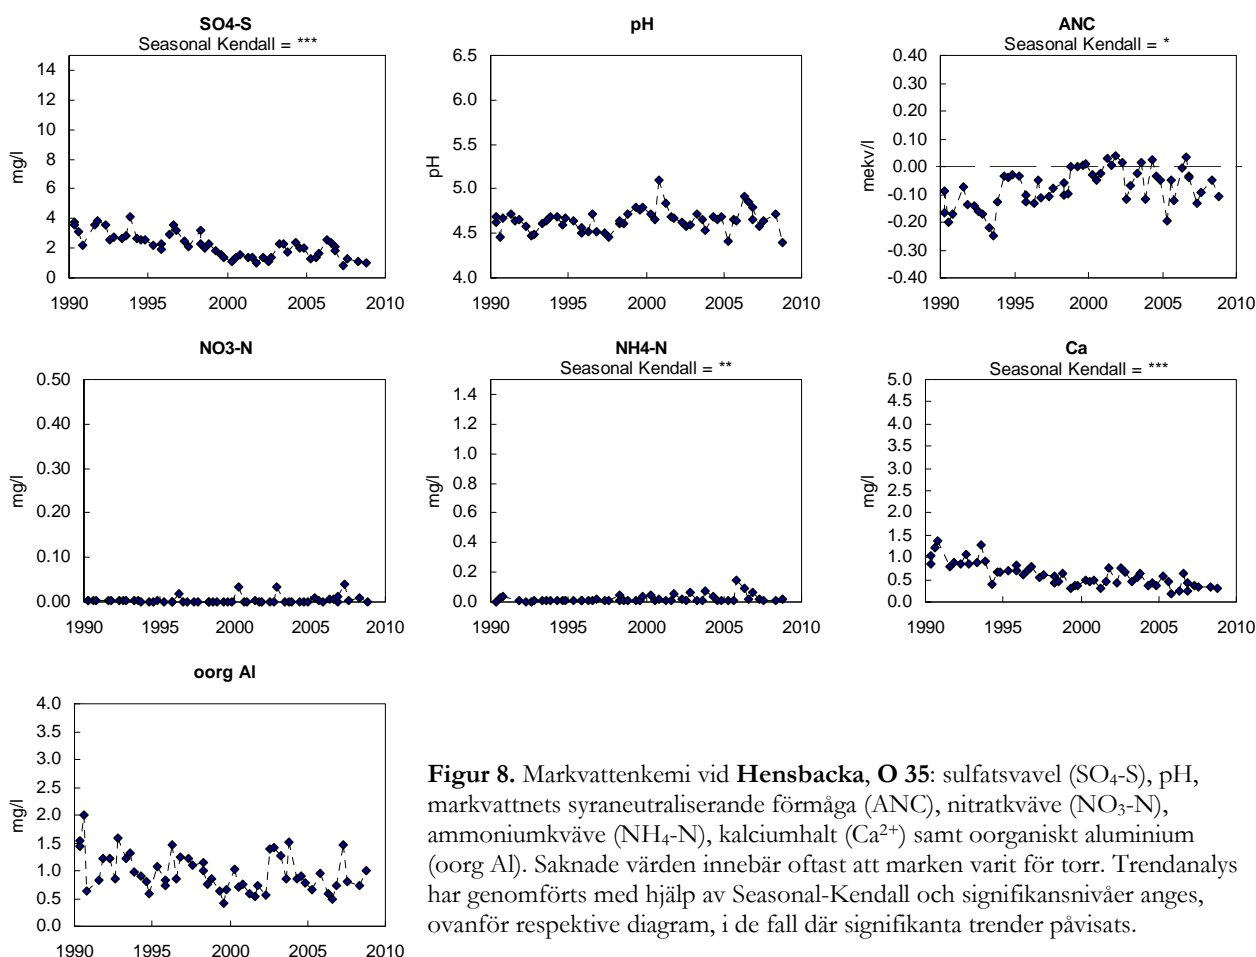 SO4-S
Seasonal Kendall = ***
14
12
10
8
6
4
2
0
mg/l
1990 1995 2000 2005 2010
pH
6.5
6.0
5.5
5.0
4.5
4.0
pH
1990 1995 2000 2005 2010
ANC
Seasonal Kendall = *
0.40
0.30
0.20
0.10
0.00
-0.10
-0.20
-0.30
-0.40
mekv/l
1990 1995 2000 2005 2010
NO3-N
0.50
0.40
0.30
0.20
0.10
0.00
mg/l
1990 1995 2000 2005 2010
NH4-N
Seasonal Kendall = **
1.4
1.2
1.0
0.8
0.6
0.4
0.2
0.0
mg/l
1990 1995 2000 2005 2010
Ca
Seasonal Kendall = ***
5.0
4.5
4.0
3.5
3.0
2.5
2.0
1.5
1.0
0.5
0.0
mg/l
1990 1995 2000 2005 2010
oorg Al
4.0
3.5
3.0
2.5
2.0
1.5
1.0
0.5
0.0
mg/l
1990 1995 2000 2005 2010
Figur 8. Markvattenkemi vid Hensbacka, O 35: sulfatsvavel (SO₄-S), pH,
markvattnets syraneutraliserande förmåga (ANC), nitratkväve (NO₃-N),
ammoniumkväve (NH₄-N), kalciumhalt (Ca²⁺) samt oorganiskt aluminium
(oorg Al). Saknade värden innebär oftast att marken varit för torr. Trendanalys
har genomförts med hjälp av Seasonal-Kendall och signifikansnivåer anges,
ovanför respektive diagram, i de fall där signifikanta trender påvisats.